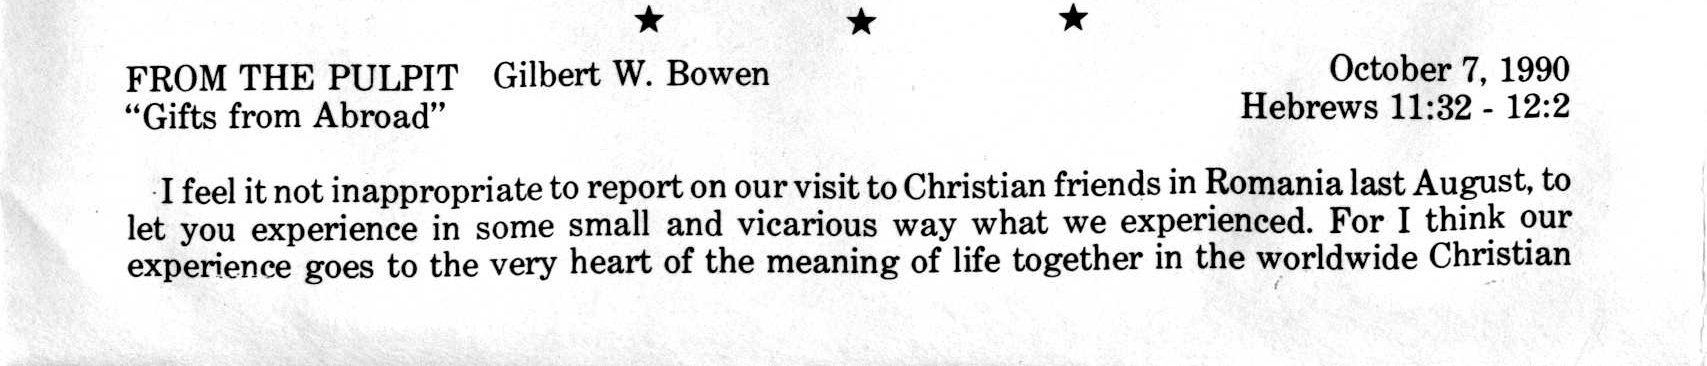 ★ ★ ★
FROM THE PULPIT Gilbert W. Bowen October 7, 1990
"Gifts from Abroad" Hebrews 11:32 - 12:2
I feel it not inappropriate to report on our visit to Christian friends in Romania last August, to
let you experience in some small and vicarious way what we experienced. For I think our
experience goes to the very heart of the meaning of life together in the worldwide Christian